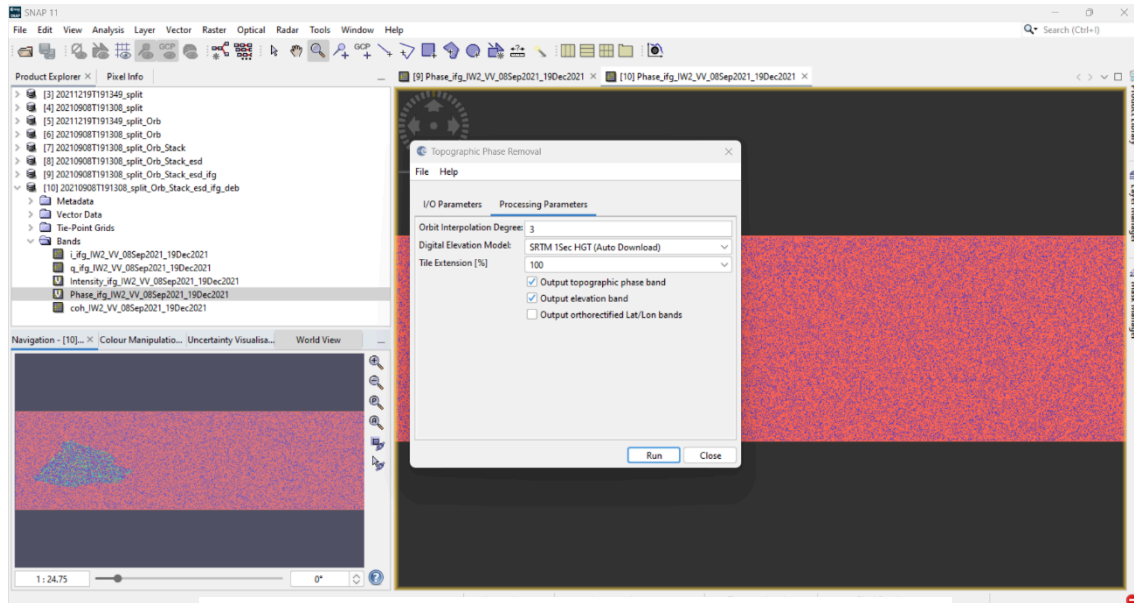 SNAP 11
File Edit View Analysis Layer Vector Raster Optical Radar Tools Window Help
Search (Ctrl+I)
GCP GCP
Product Explorer × Pixel Info
[9] Phase_ifg_IW2_VV_08Sep2021_19Dec2021 × [10] Phase_ifg_IW2_VV_08Sep2021_19Dec2021 ×
[3] 20211219T191349_split
[4] 20210908T191308_split
[5] 20211219T191349_split_Orb
[6] 20210908T191308_split_Orb
[7] 20210908T191308_split_Orb_Stack
[8] 20210908T191308_split_Orb_Stack_esd
[9] 20210908T191308_split_Orb_Stack_esd_ifg
[10] 20210908T191308_split_Orb_Stack_esd_ifg_deb
Metadata
Vector Data
Tie-Point Grids
Bands
i_ifg_IW2_VV_08Sep2021_19Dec2021
q_ifg_IW2_VV_08Sep2021_19Dec2021
Intensity_ifg_IW2_VV_08Sep2021_19Dec2021
Phase_ifg_IW2_VV_08Sep2021_19Dec2021
coh_IW2_VV_08Sep2021_19Dec2021
Navigation - [10]... × Colour Manipulatio... Uncertainty Visualisa... World View
1 : 24.75
0°
Topographic Phase Removal
File Help
I/O Parameters Processing Parameters
Orbit Interpolation Degree: 3
Digital Elevation Model: SRTM 1Sec HGT (Auto Download)
Tile Extension [%] 100
Output topographic phase band
Output elevation band
Output orthorectified Lat/Lon bands
Run Close